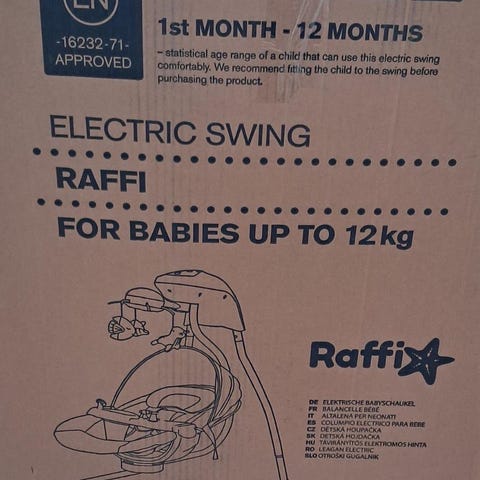 EN
-16232-71-
APPROVED
1st MONTH - 12 MONTHS
– statistical age range of a child that can use this electric swing
comfortably. We recommend fitting the child to the swing before
purchasing the product.
ELECTRIC SWING
RAFFI
FOR BABIES UP TO 12kg
Raffi
DE ELEKTRISCHE BABYSCHAUKEL
FR BALANCELLE BÉBÉ
IT ALTALENA PER NEONATI
ES COLUMPIO ELÉCTRICO PARA BEBÉ
CZ DĚTSKÁ HOUPAČKA
SK DETSKÁ HOJDAČKA
HU TÁVIRÁNYÍTÓS ELEKTROMOS HINTA
RO LEAGAN ELECTRIC
SLO OTROŠKI GUGALNIK